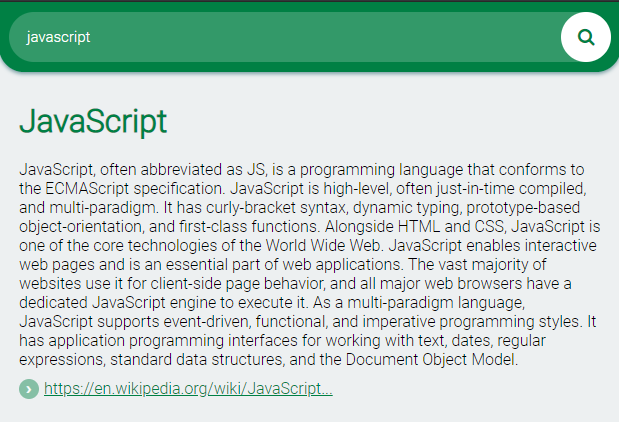 javascript
JavaScript
JavaScript, often abbreviated as JS, is a programming language that conforms to
the ECMAScript specification. JavaScript is high-level, often just-in-time compiled,
and multi-paradigm. It has curly-bracket syntax, dynamic typing, prototype-based
object-orientation, and first-class functions. Alongside HTML and CSS, JavaScript is
one of the core technologies of the World Wide Web. JavaScript enables interactive
web pages and is an essential part of web applications. The vast majority of
websites use it for client-side page behavior, and all major web browsers have a
dedicated JavaScript engine to execute it. As a multi-paradigm language,
JavaScript supports event-driven, functional, and imperative programming styles. It
has application programming interfaces for working with text, dates, regular
expressions, standard data structures, and the Document Object Model.
https://en.wikipedia.org/wiki/JavaScript...